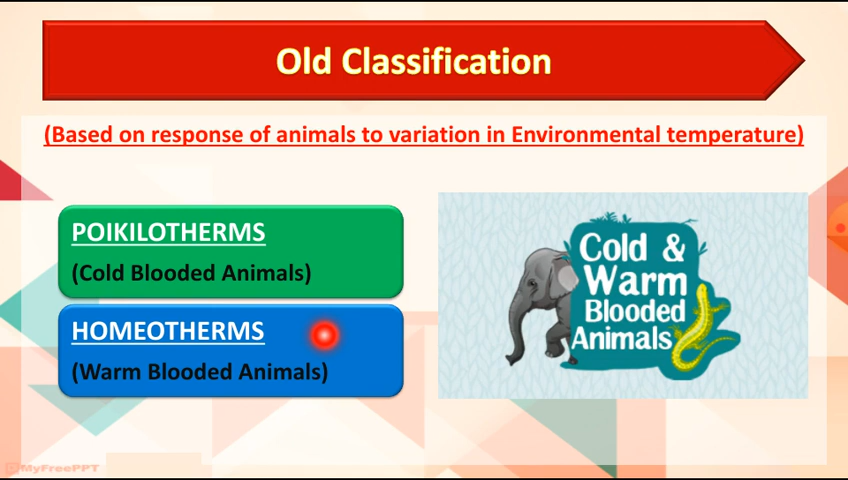 Old Classification
(Based on response of animals to variation in Environmental temperature)
POIKILOTHERMS
(Cold Blooded Animals)
HOMEOTHERMS
(Warm Blooded Animals)
Cold &
Warm
Blooded
Animals
MyFreePPT